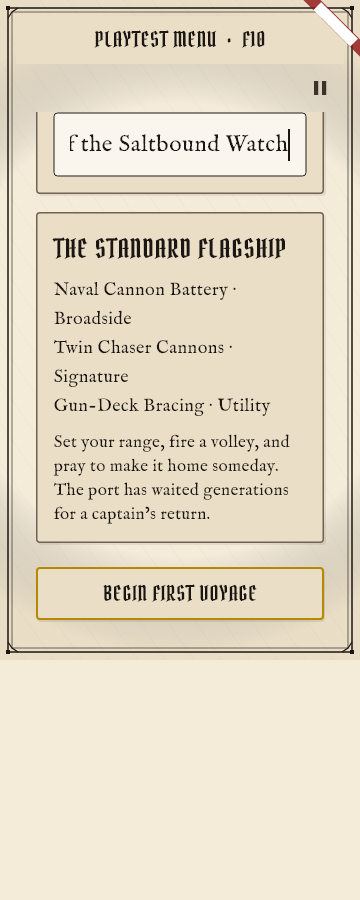 PLAYTEST MENU · F10
f the Saltbound Watch
THE STANDARD FLAGSHIP
Naval Cannon Battery ·
Broadside
Twin Chaser Cannons ·
Signature
Gun-Deck Bracing · Utility
Set your range, fire a volley, and
pray to make it home someday.
The port has waited generations
for a captain's return.
BEGIN FIRST VOYAGE